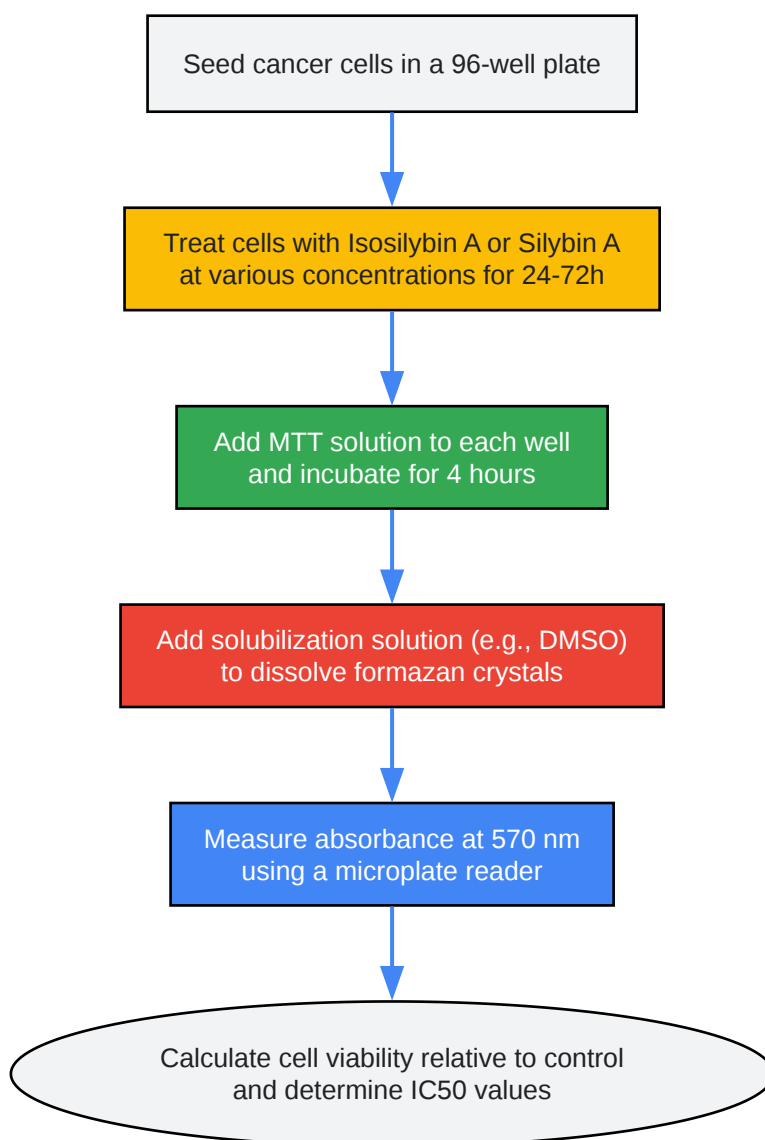 Seed cancer cells in a 96-well plate
Treat cells with Isosilybin A or Silybin A
at various concentrations for 24-72h
Add MTT solution to each well
and incubate for 4 hours
Add solubilization solution (e.g., DMSO)
to dissolve formazan crystals
Measure absorbance at 570 nm
using a microplate reader
Calculate cell viability relative to control
and determine IC50 values